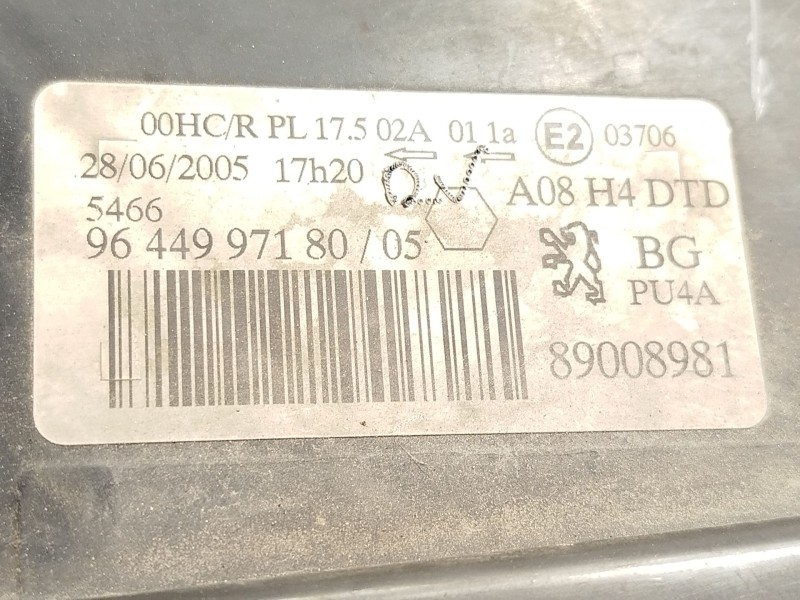 00HC/R PL 17.5 02A 01 1a E2 03706
28/06/2005 17h20 A08 H4 DTD
5466
96 449 971 80 / 05 BG
PU4A
89008981